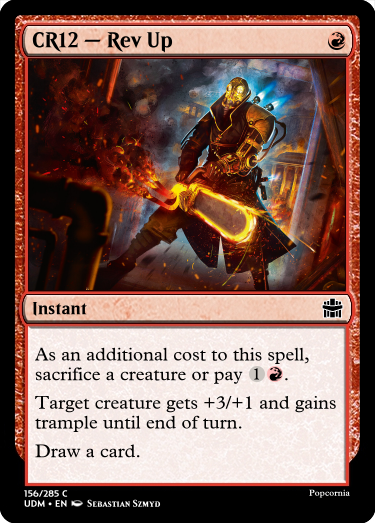 CR12 — Rev Up
Instant
As an additional cost to this spell,
sacrifice a creature or pay 1.
Target creature gets +3/+1 and gains
trample until end of turn.
Draw a card.
156/285 C
Popcornia
UDM • EN Sebastian Szmyd